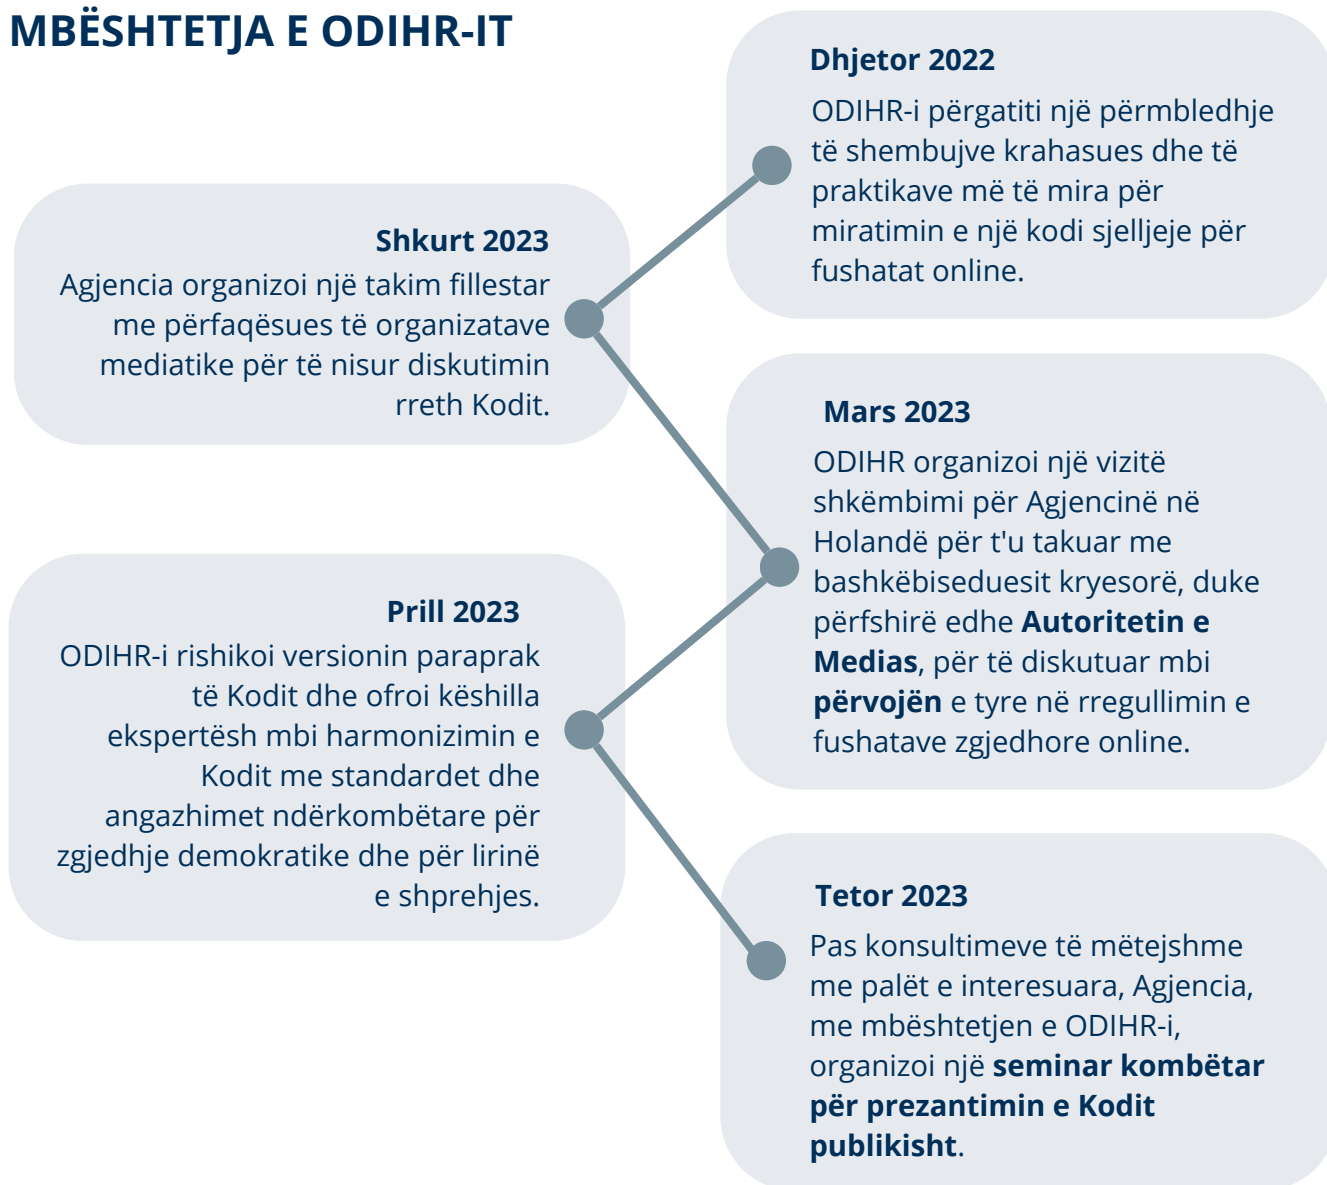 MBËSHTETJA E ODIHR-IT
Dhjetor 2022
ODIHR-i përgatiti një përmbledhje
të shembujve krahasues dhe të
praktikave më të mira për
miratimin e një kodi sjelljeje për
fushatat online.
Shkurt 2023
Agjencia organizoi një takim fillestar
me përfaqësues të organizatave
mediatike për të nisur diskutimin
rreth Kodit.
Mars 2023
ODIHR organizoi një vizitë
shkëmbimi për Agjencinë në
Holandë për t'u takuar me
bashkëbiseduesit kryesorë, duke
përfshirë edhe Autoritetin e
Medias, për të diskutuar mbi
përvojën e tyre në rregullimin e
fushatave zgjedhore online.
Prill 2023
ODIHR-i rishikoi versionin paraprak
të Kodit dhe ofroi këshilla
ekspertësh mbi harmonizimin e
Kodit me standardet dhe
angazhimet ndërkombëtare për
zgjedhje demokratike dhe për lirinë
e shprehjes.
Tetor 2023
Pas konsultimeve të mëtejshme
me palët e interesuara, Agjencia,
me mbështetjen e ODIHR-i,
organizoi një seminar kombëtar
për prezantimin e Kodit
publikisht.